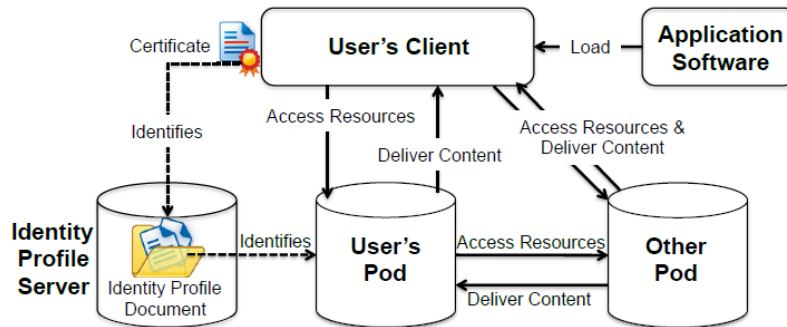 Certificate
User's Client
Load
Application
Software
Identifies
Access Resources
Deliver Content
Access Resources &
Deliver Content
Identity
Profile
Server
Identity Profile
Document
Identifies
User's
Pod
Access Resources
Deliver Content
Other
Pod